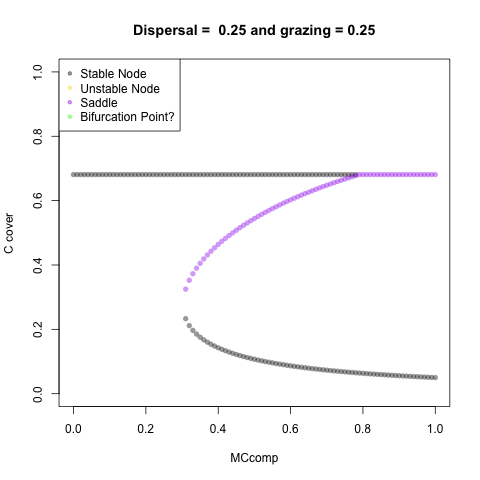 Dispersal =  0.25 and grazing = 0.25
Stable Node
Unstable Node
Saddle
Bifurcation Point?
C cover
1.0
0.8
0.6
0.4
0.2
0.0
0.0 0.2 0.4 0.6 0.8 1.0
MCcomp